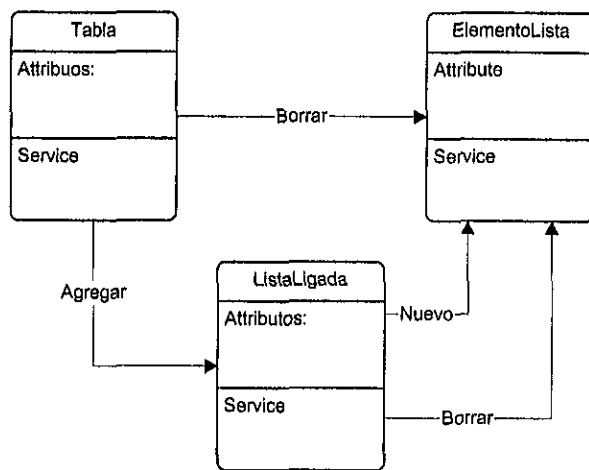 Tabla
Attribuos:
Service
ElementoLista
Attribute
Service
Borrar
Agregar
ListaLigada
Attributos:
Service
Nuevo
Borrar